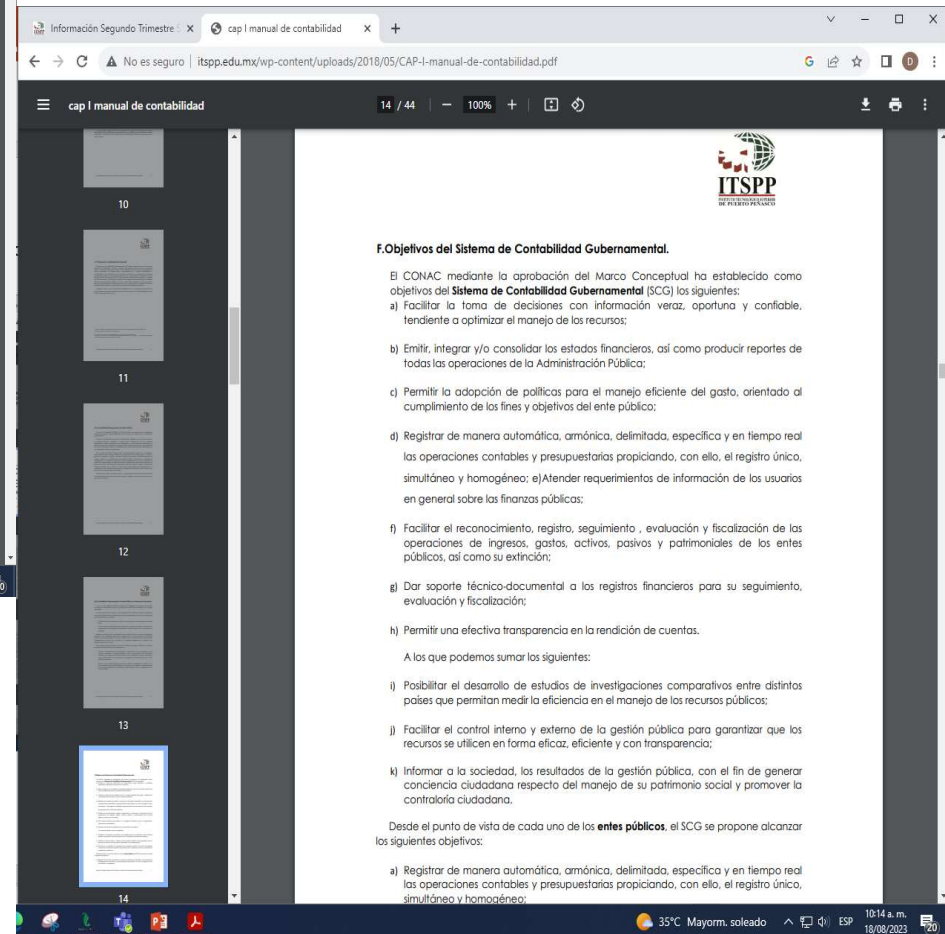 Información Segundo Trimestre
cap I manual de contabilidad
No es seguro | itspp.edu.mx/wp-content/uploads/2018/05/CAP-I-manual-de-contabilidad.pdf
G
D
cap I manual de contabilidad
14 / 44
100%
10
11
12
13
14
ITSPP
INSTITUTO TECNOLÓGICO SUPERIOR
DE PUERTO PEÑASCO
F.Objetivos del Sistema de Contabilidad Gubernamental.
El CONAC mediante la aprobación del Marco Conceptual ha establecido como
objetivos del Sistema de Contabilidad Gubernamental (SCG) los siguientes:
a) Facilitar la toma de decisiones con información veraz, oportuna y confiable,
tendiente a optimizar el manejo de los recursos;
b) Emitir, integrar y/o consolidar los estados financieros, así como producir reportes de
todas las operaciones de la Administración Pública;
c) Permitir la adopción de políticas para el manejo eficiente del gasto, orientado al
cumplimiento de los fines y objetivos del ente público;
d) Registrar de manera automática, armónica, delimitada, específica y en tiempo real
las operaciones contables y presupuestarias propiciando, con ello, el registro único,
simultáneo y homogéneo; e)Atender requerimientos de información de los usuarios
en general sobre las finanzas públicas;
f) Facilitar el reconocimiento, registro, seguimiento , evaluación y fiscalización de las
operaciones de ingresos, gastos, activos, pasivos y patrimoniales de los entes
públicos, así como su extinción;
g) Dar soporte técnico-documental a los registros financieros para su seguimiento,
evaluación y fiscalización;
h) Permitir una efectiva transparencia en la rendición de cuentas.
A los que podemos sumar los siguientes:
i) Posibilitar el desarrollo de estudios de investigaciones comparativos entre distintos
países que permitan medir la eficiencia en el manejo de los recursos públicos;
j) Facilitar el control interno y externo de la gestión pública para garantizar que los
recursos se utilicen en forma eficaz, eficiente y con transparencia;
k) Informar a la sociedad, los resultados de la gestión pública, con el fin de generar
conciencia ciudadana respecto del manejo de su patrimonio social y promover la
contraloría ciudadana.
Desde el punto de vista de cada uno de los entes públicos, el SCG se propone alcanzar
los siguientes objetivos:
a) Registrar de manera automática, armónica, delimitada, específica y en tiempo real
las operaciones contables y presupuestarias propiciando, con ello, el registro único,
simultáneo y homogéneo;
35°C Mayorm. soleado
ESP
10:14 a. m.
18/08/2023
20